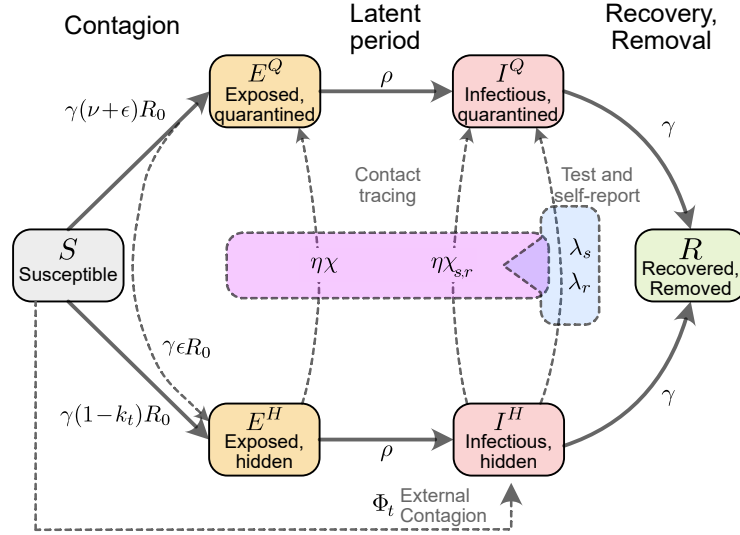 Contagion
Latent
period
Recovery,
Removal
E^Q
Exposed,
quarantined
ρ
I^Q
Infectious,
quarantined
γ(ν+ϵ)R_0
γ
Contact
tracing
Test and
self-report
S
Susceptible
ηχ
ηχ_{s,r}
λ_s
λ_r
R
Recovered,
Removed
γϵR_0
γ(1−k_t)R_0
γ
E^H
Exposed,
hidden
ρ
I^H
Infectious,
hidden
Φ_t External
Contagion